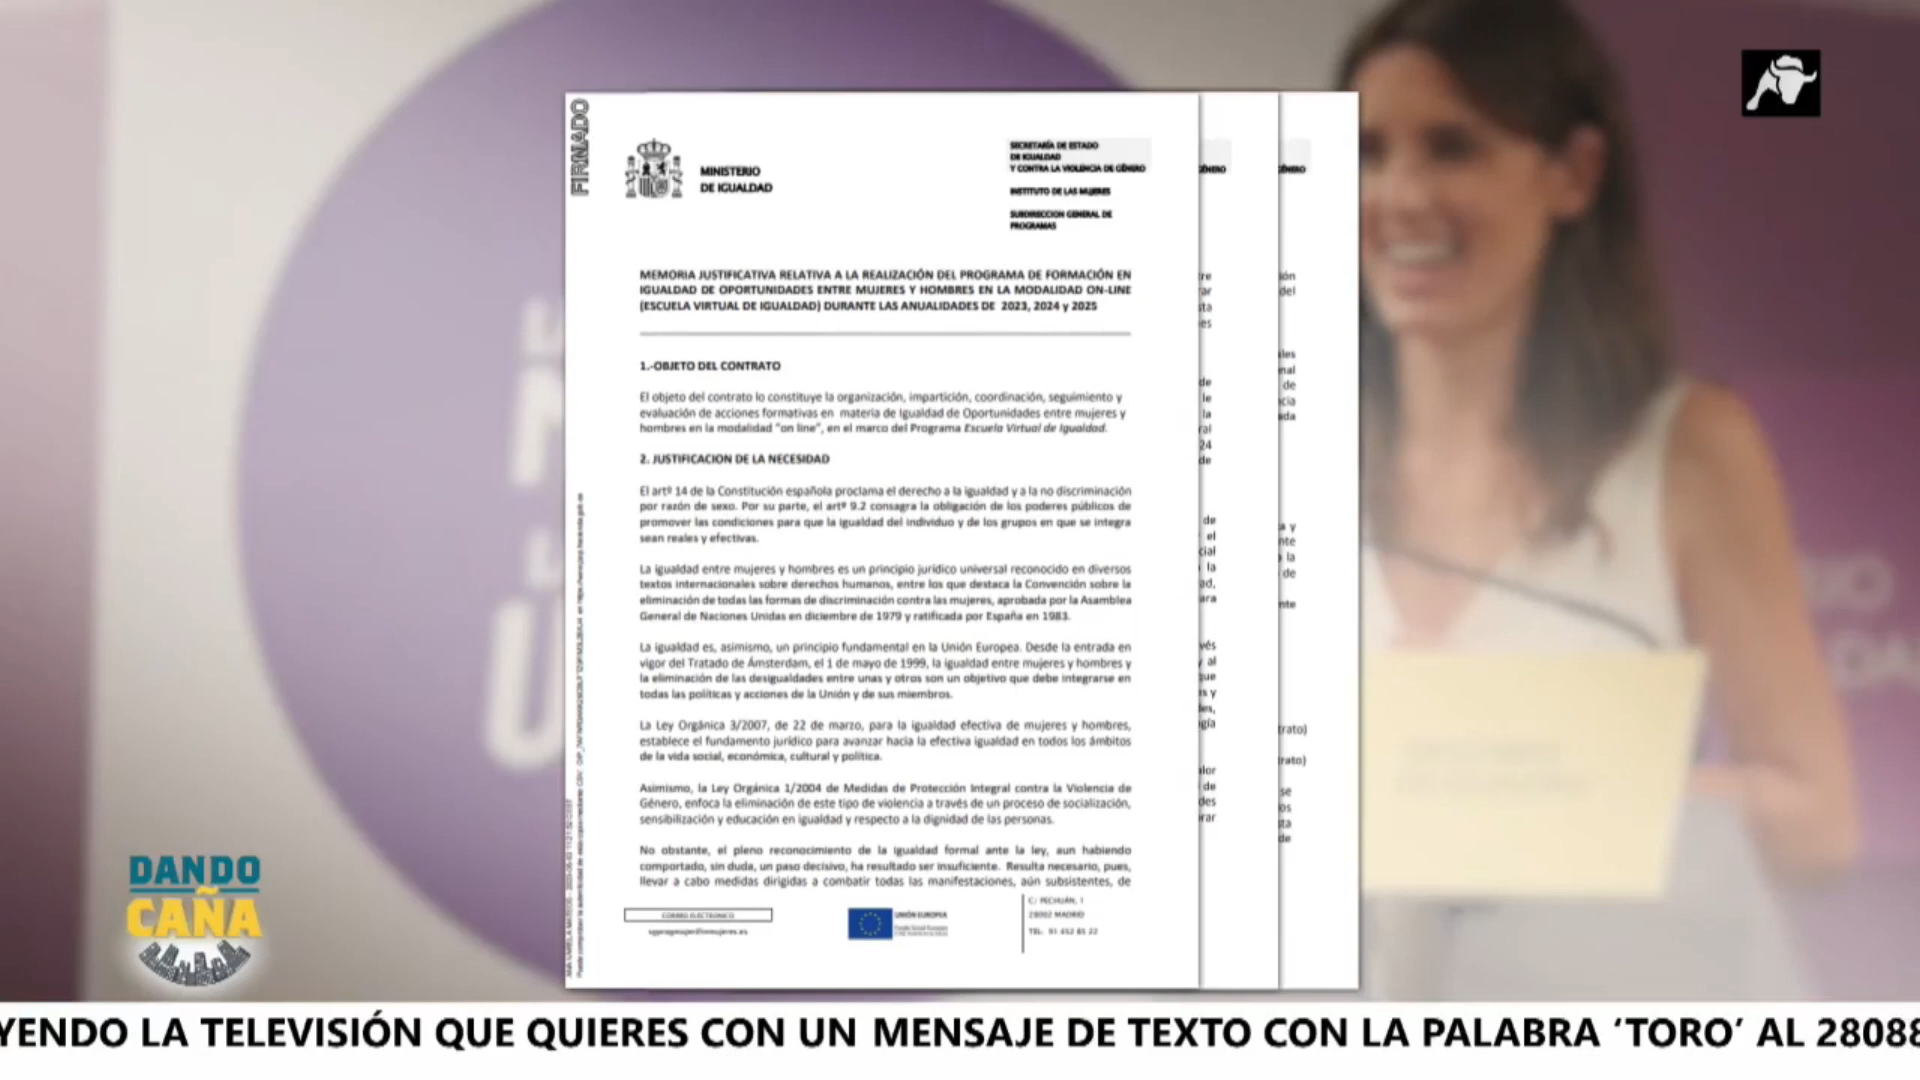 FIRMADO
MINISTERIO
DE IGUALDAD
SECRETARÍA DE ESTADO
DE IGUALDAD
Y CONTRA LA VIOLENCIA DE GÉNERO
INSTITUTO DE LAS MUJERES
SUBDIRECCION GENERAL DE
PROGRAMAS
MEMORIA JUSTIFICATIVA RELATIVA A LA REALIZACIÓN DEL PROGRAMA DE FORMACIÓN EN
IGUALDAD DE OPORTUNIDADES ENTRE MUJERES Y HOMBRES EN LA MODALIDAD ON-LINE
(ESCUELA VIRTUAL DE IGUALDAD) DURANTE LAS ANUALIDADES DE 2023, 2024 y 2025
1.-OBJETO DEL CONTRATO
El objeto del contrato lo constituye la organización, impartición, coordinación, seguimiento y
evaluación de acciones formativas en materia de Igualdad de Oportunidades entre mujeres y
hombres en la modalidad "on line", en el marco del Programa Escuela Virtual de Igualdad.
2. JUSTIFICACION DE LA NECESIDAD
El artº 14 de la Constitución española proclama el derecho a la igualdad y a la no discriminación
por razón de sexo. Por su parte, el artº 9.2 consagra la obligación de los poderes públicos de
promover las condiciones para que la igualdad del individuo y de los grupos en que se integra
sean reales y efectivas.
La igualdad entre mujeres y hombres es un principio jurídico universal reconocido en diversos
textos internacionales sobre derechos humanos, entre los que destaca la Convención sobre la
eliminación de todas las formas de discriminación contra las mujeres, aprobada por la Asamblea
General de Naciones Unidas en diciembre de 1979 y ratificada por España en 1983.
La igualdad es, asimismo, un principio fundamental en la Unión Europea. Desde la entrada en
vigor del Tratado de Ámsterdam, el 1 de mayo de 1999, la igualdad entre mujeres y hombres y
la eliminación de las desigualdades entre unas y otros son un objetivo que debe integrarse en
todas las políticas y acciones de la Unión y de sus miembros.
La Ley Orgánica 3/2007, de 22 de marzo, para la igualdad efectiva de mujeres y hombres,
establece el fundamento jurídico para avanzar hacia la efectiva igualdad en todos los ámbitos
de la vida social, económica, cultural y política.
Asimismo, la Ley Orgánica 1/2004 de Medidas de Protección Integral contra la Violencia de
Género, enfoca la eliminación de este tipo de violencia a través de un proceso de socialización,
sensibilización y educación en igualdad y respecto a la dignidad de las personas.
No obstante, el pleno reconocimiento de la igualdad formal ante la ley, aun habiendo
comportado, sin duda, un paso decisivo, ha resultado ser insuficiente. Resulta necesario, pues,
llevar a cabo medidas dirigidas a combatir todas las manifestaciones, aún subsistentes, de
CORREO ELECTRONICO
UNIÓN EUROPEA
C/ PECHUÁN, 1
28002 MADRID
TEL: 91 452 85 22
DANDO
CAÑA
YENDO LA TELEVISIÓN QUE QUIERES CON UN MENSAJE DE TEXTO CON LA PALABRA ‘TORO’ AL 28088